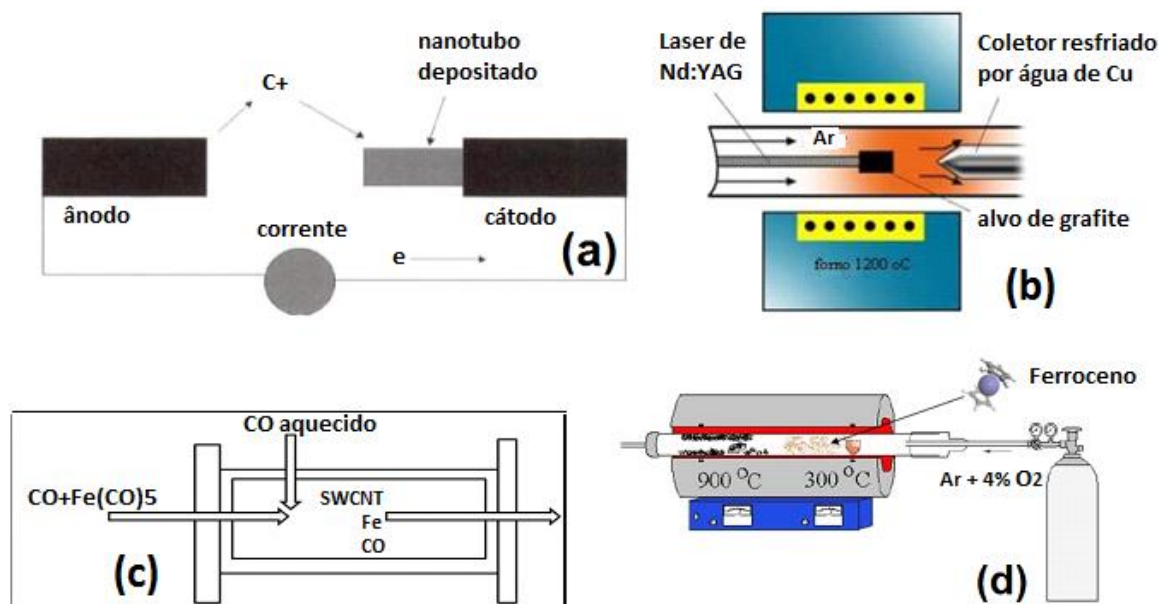 nanotubo
depositado
C+
ânodo
cátodo
corrente
e
(a)
Laser de
Nd:YAG
Coletor resfriado
por água de Cu
Ar
alvo de grafite
forno 1200 oC
(b)
CO aquecido
CO+Fe(CO)5
SWCNT
Fe
CO
(c)
Ferroceno
900 °C
300 °C
Ar + 4% O2
(d)